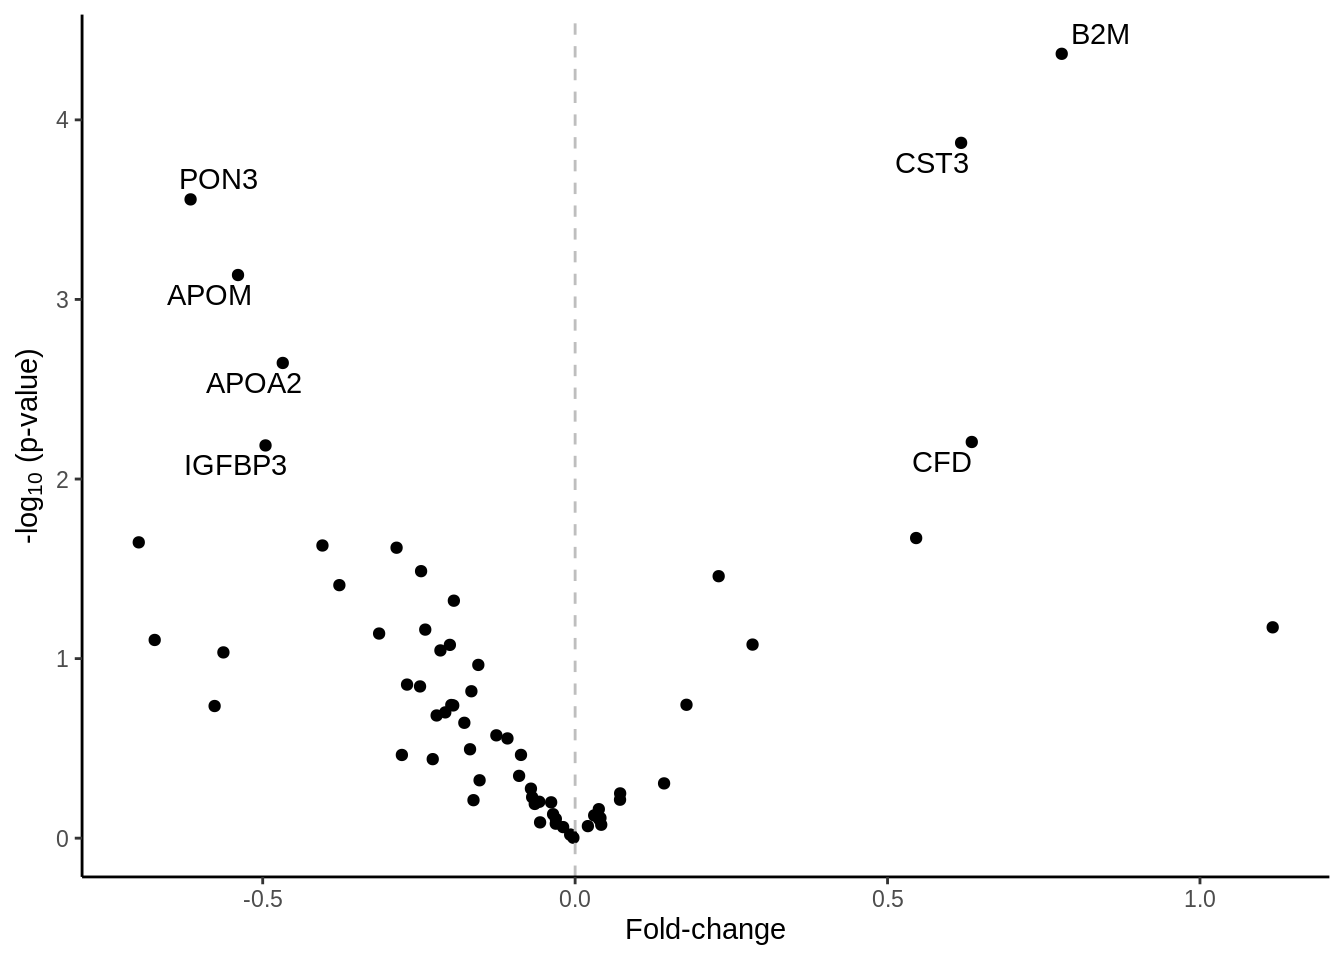 B2M
4
CST3
PON3
3
APOM
APOA2
-log10 (p-value)
2
IGFBP3
CFD
1
0
-0.5
0.0
0.5
1.0
Fold-change